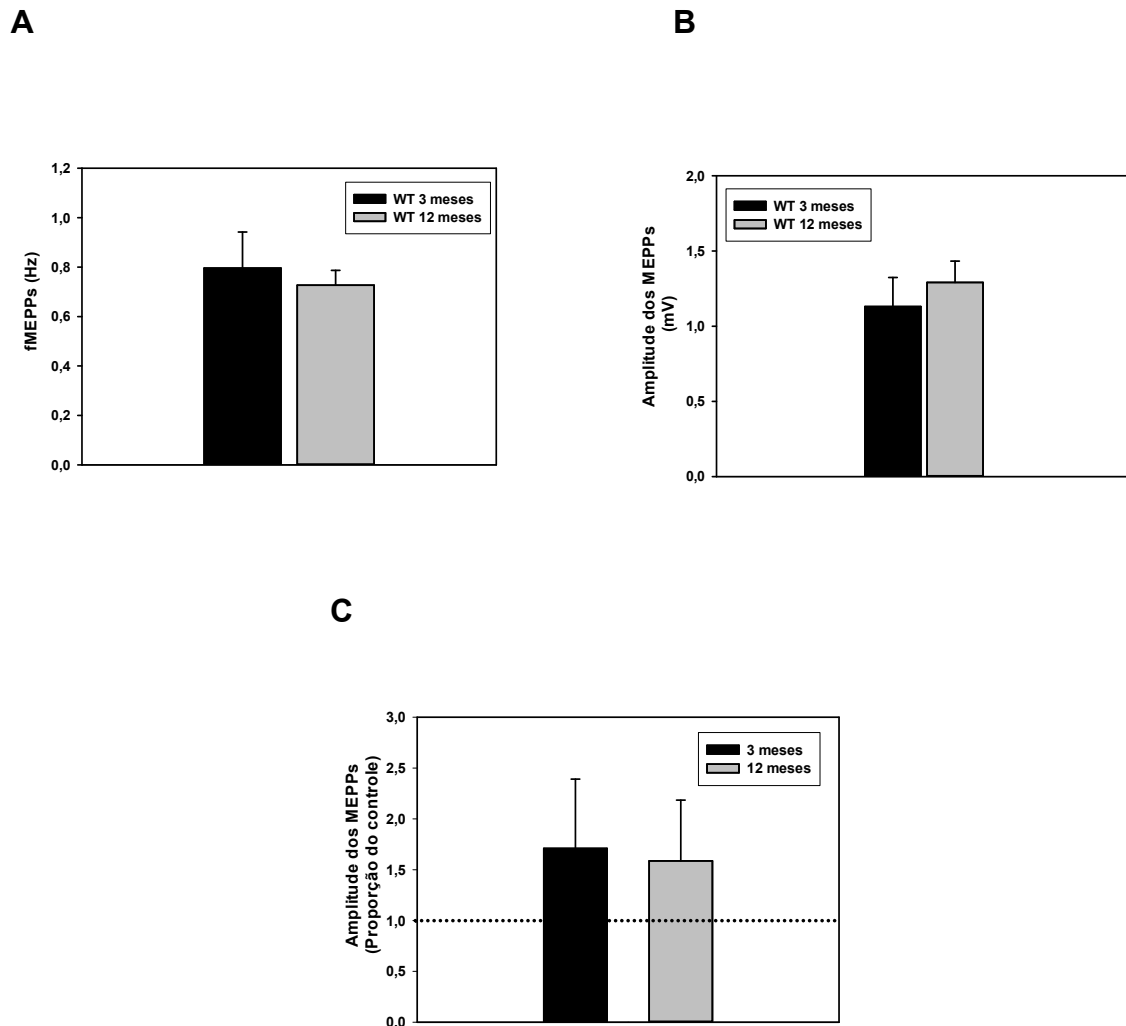 A
B
fMEPPs (Hz)
1,2
1,0
0,8
0,6
0,4
0,2
0,0
WT 3 meses
WT 12 meses
Amplitude dos MEPPs
(mV)
2,0
1,5
1,0
0,5
0,0
WT 3 meses
WT 12 meses
C
Amplitude dos MEPPs
(Proporção do controle)
3,0
2,5
2,0
1,5
1,0
0,5
0,0
3 meses
12 meses